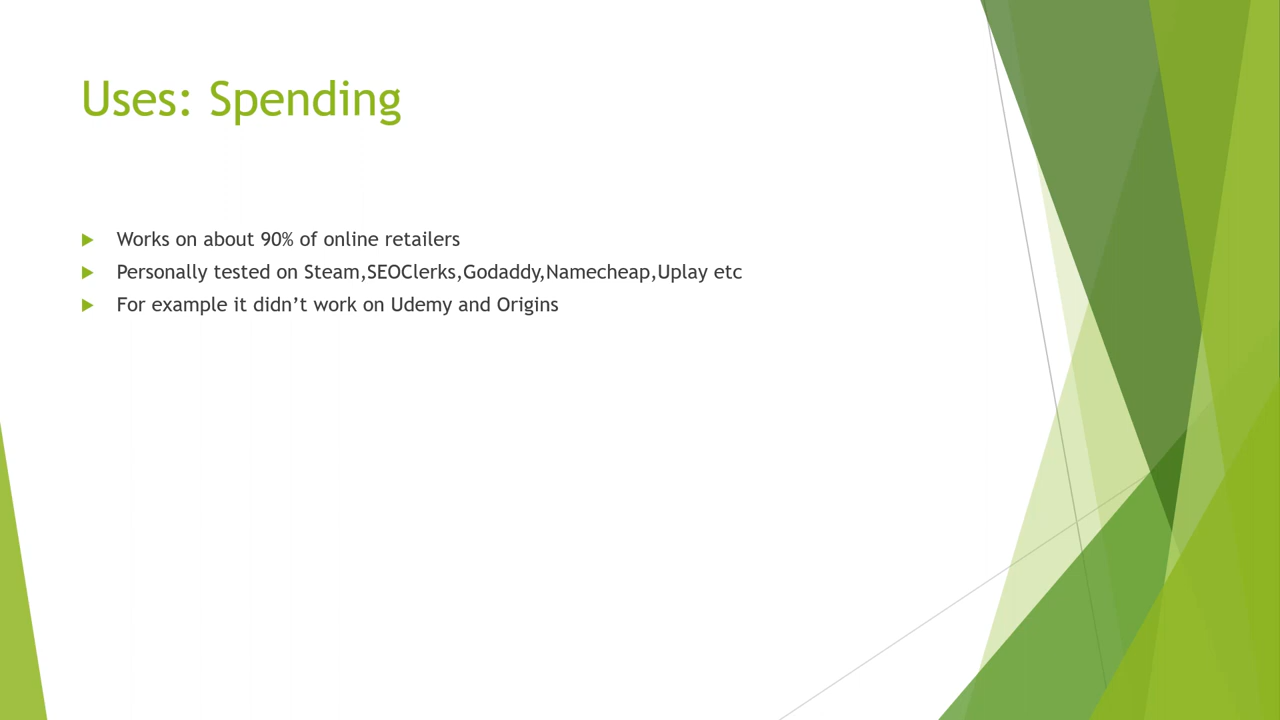 Uses: Spending
Works on about 90% of online retailers
Personally tested on Steam,SEOClerks,Godaddy,Namecheap,Uplay etc
For example it didn’t work on Udemy and Origins